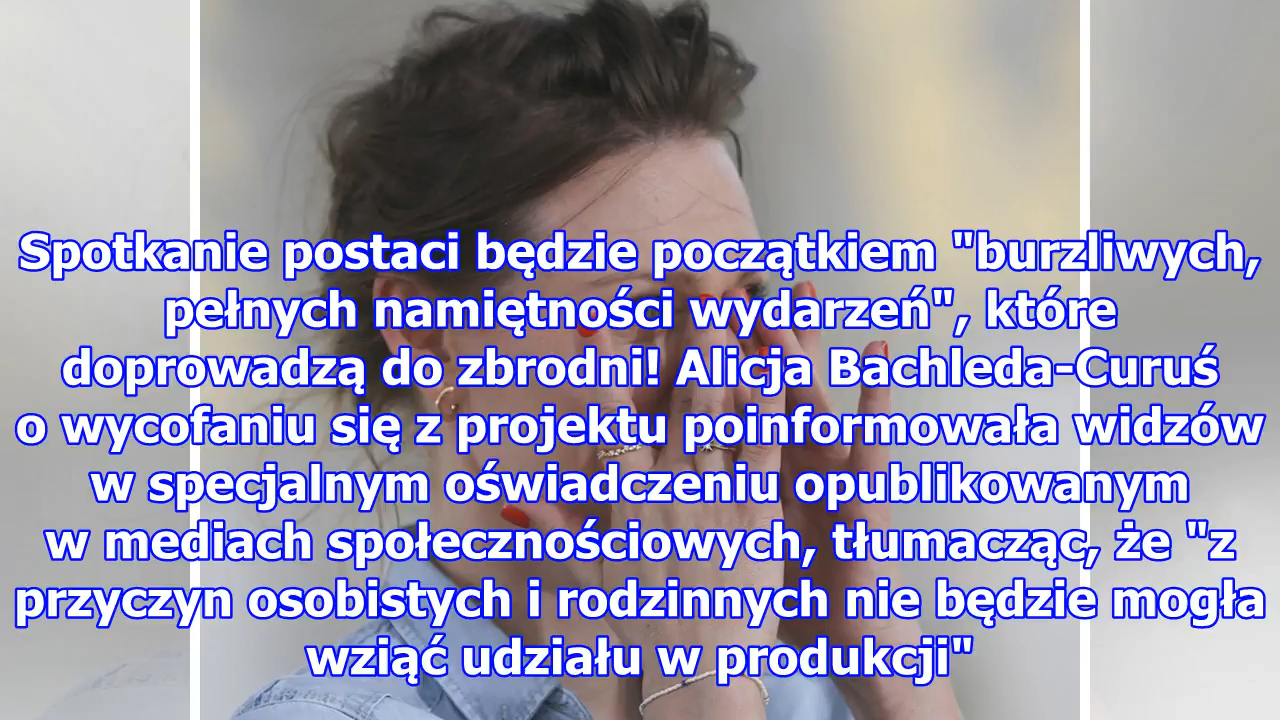 Spotkanie postaci będzie początkiem "burzliwych,
pełnych namiętności wydarzeń", które
doprowadzą do zbrodni! Alicja Bachleda-Curuś
o wycofaniu się z projektu poinformowała widzów
w specjalnym oświadczeniu opublikowanym
w mediach społecznościowych, tłumacząc, że "z
przyczyn osobistych i rodzinnych nie będzie mogła
wziąć udziału w produkcji"